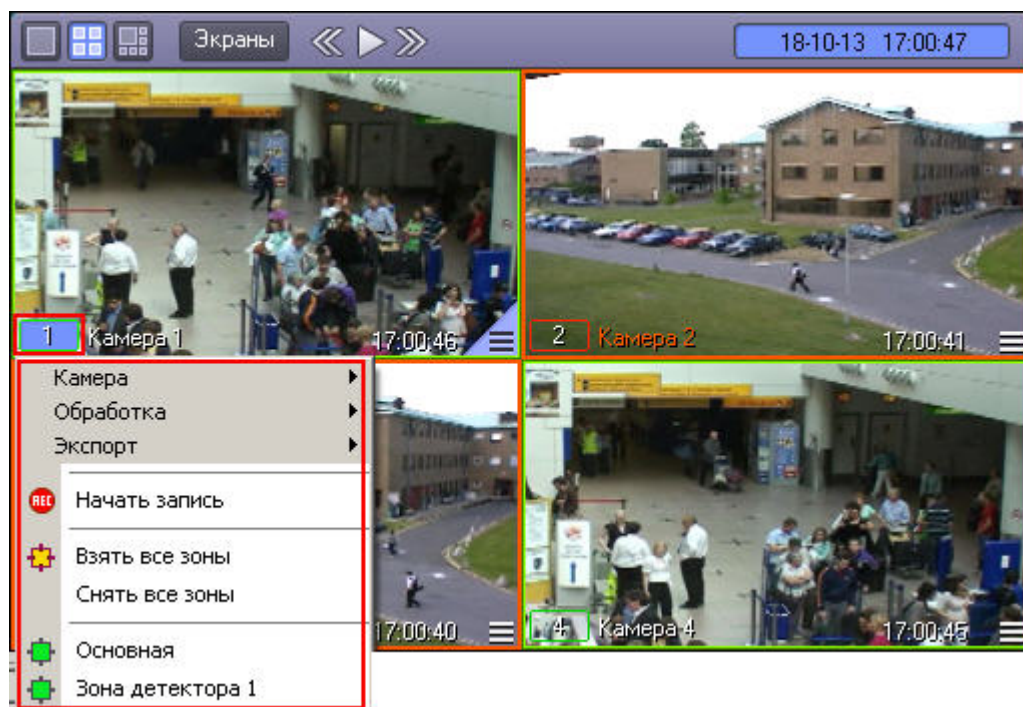 Экраны
18-10-13 17:00:47
1 Камера 1 17:00:46
2 Камера 2 17:00:41
Камера
Обработка
Экспорт
REC Начать запись
Взять все зоны
Снять все зоны
Основная
Зона детектора 1
17:00:40
4 Камера 4 17:00:45